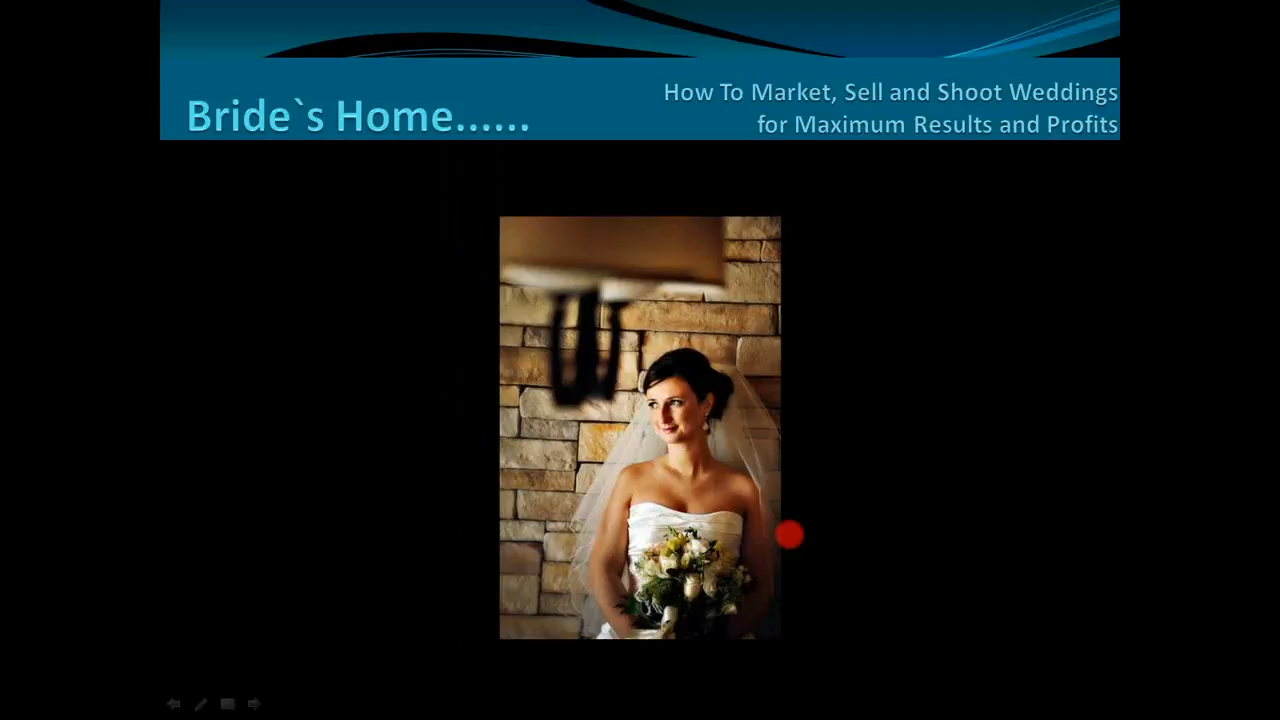 Bride`s Home......
How To Market, Sell and Shoot Weddings
for Maximum Results and Profits